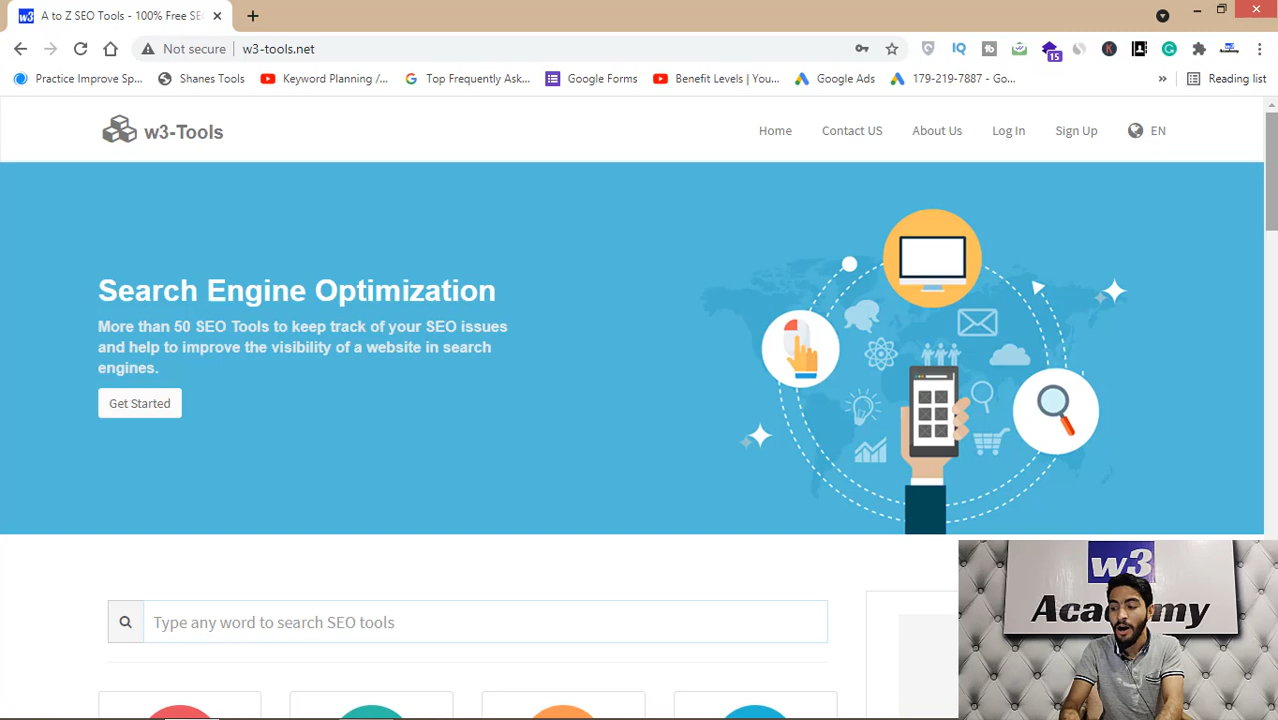 w3 A to Z SEO Tools - 100% Free SEO
Not secure w3-tools.net
15
Practice Improve Sp... Shanes Tools Keyword Planning /... Top Frequently Ask... Google Forms Benefit Levels | You... Google Ads 179-219-7887 - Go... » Reading list
w3-Tools Home Contact US About Us Log In Sign Up EN
Search Engine Optimization
More than 50 SEO Tools to keep track of your SEO issues
and help to improve the visibility of a website in search
engines.
Get Started
Type any word to search SEO tools
w3
Academy